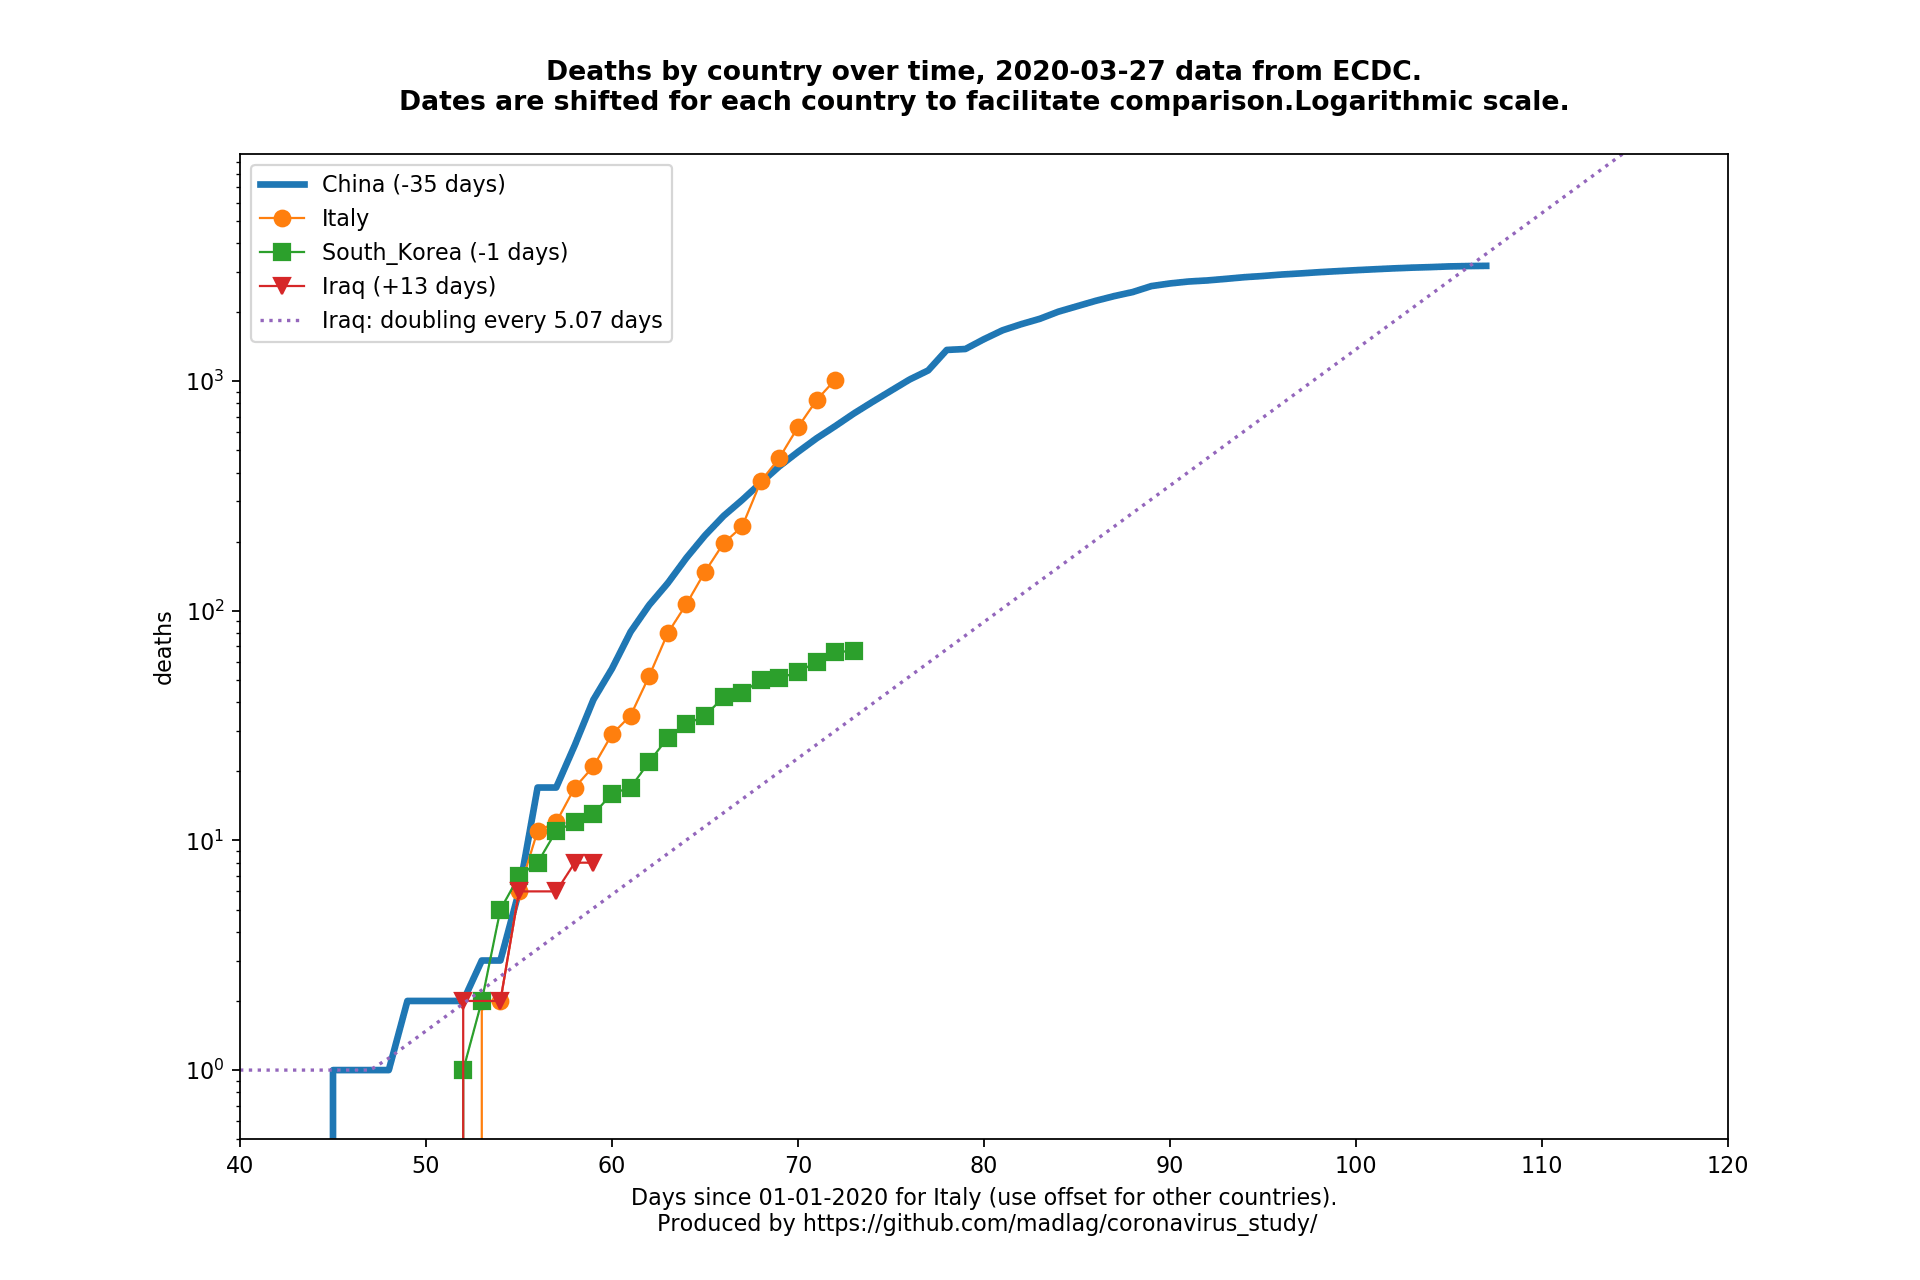 Deaths by country over time, 2020-03-27 data from ECDC.
Dates are shifted for each country to facilitate comparison.Logarithmic scale.
China (-35 days)
Italy
South_Korea (-1 days)
Iraq (+13 days)
Iraq: doubling every 5.07 days
deaths
10³
10²
10¹
10⁰
40 50 60 70 80 90 100 110 120
Days since 01-01-2020 for Italy (use offset for other countries).
Produced by https://github.com/madlag/coronavirus_study/